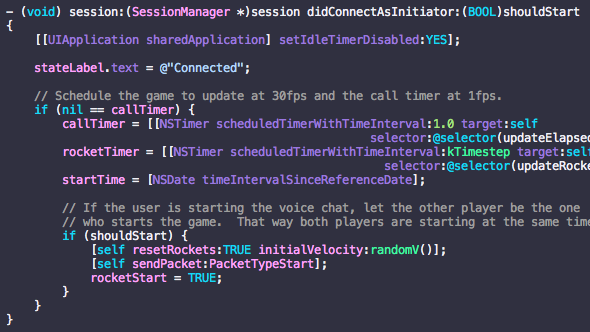 - (void) session:(SessionManager *)session didConnectAsInitiator:(BOOL)shouldStart
{
[[UIApplication sharedApplication] setIdleTimerDisabled:YES];
stateLabel.text = @"Connected";
// Schedule the game to update at 30fps and the call timer at 1fps.
if (nil == callTimer) {
callTimer = [[NSTimer scheduledTimerWithTimeInterval:1.0 target:self
selector:@selector(updateElapsed
rocketTimer = [[NSTimer scheduledTimerWithTimeInterval:kTimestep target:self
selector:@selector(updateRocke
startTime = [NSDate timeIntervalSinceReferenceDate];
// If the user is starting the voice chat, let the other player be the one
// who starts the game.  That way both players are starting at the same time
if (shouldStart) {
[self resetRockets:TRUE initialVelocity:randomV()];
[self sendPacket:PacketTypeStart];
rocketStart = TRUE;
}
}
}